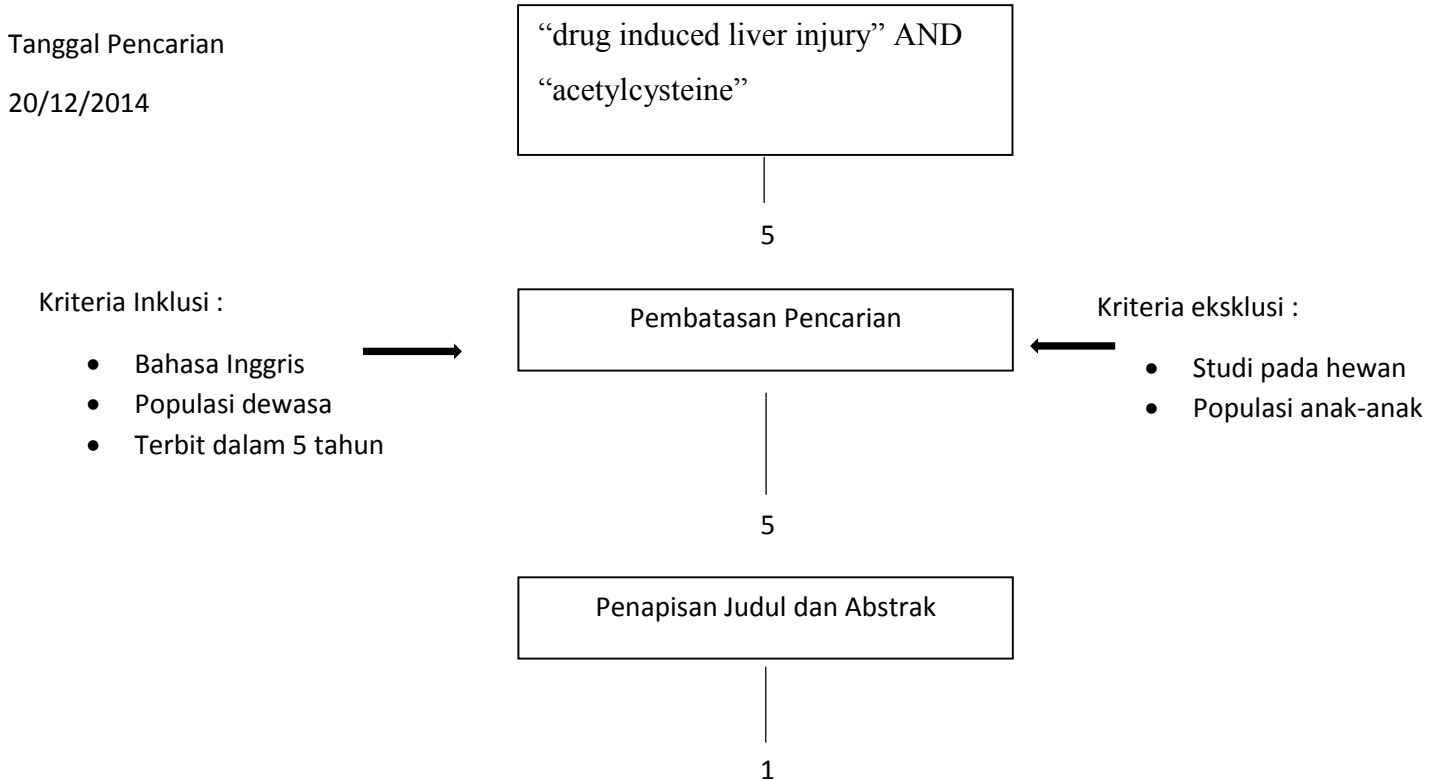 Tanggal Pencarian
20/12/2014
“drug induced liver injury” AND
“acetylcysteine”
5
Kriteria Inklusi :
• Bahasa Inggris
• Populasi dewasa
• Terbit dalam 5 tahun
Pembatasan Pencarian
Kriteria eksklusi :
• Studi pada hewan
• Populasi anak-anak
5
Penapisan Judul dan Abstrak
1